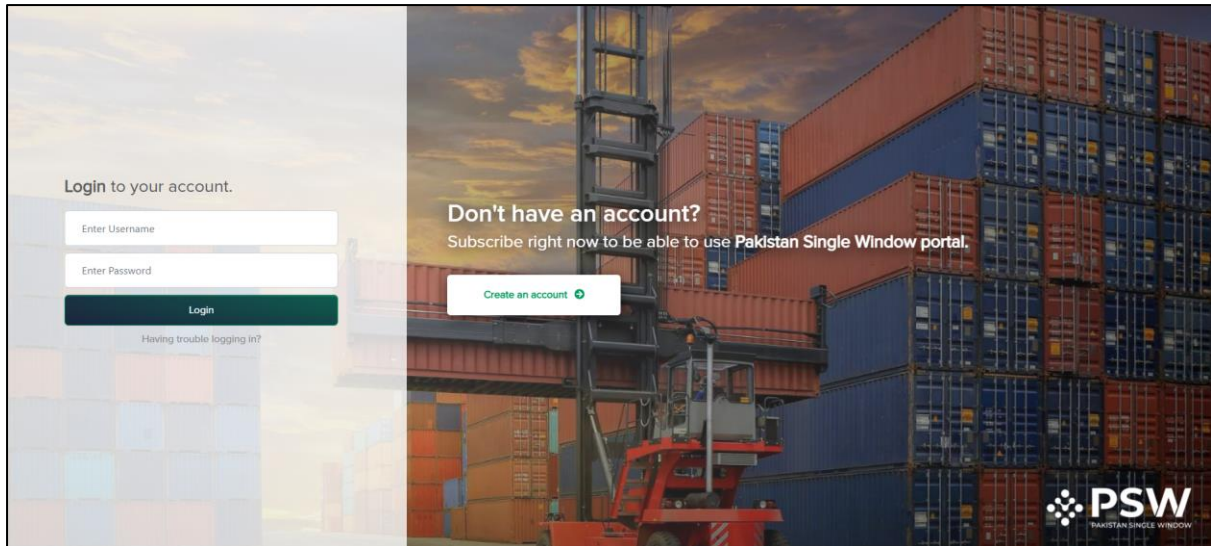 Login to your account.
Enter Username
Enter Password
Login
Having trouble logging in?
Don't have an account?
Subscribe right now to be able to use Pakistan Single Window portal.
Create an account
PSW
PAKISTAN SINGLE WINDOW